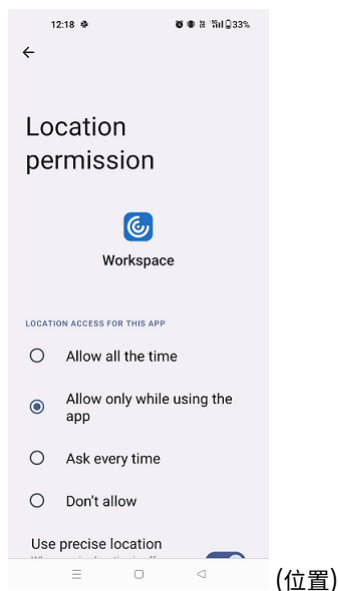 12:18
33%
Location
permission
Workspace
LOCATION ACCESS FOR THIS APP
Allow all the time
Allow only while using the
app
Ask every time
Don't allow
Use precise location
(位置)